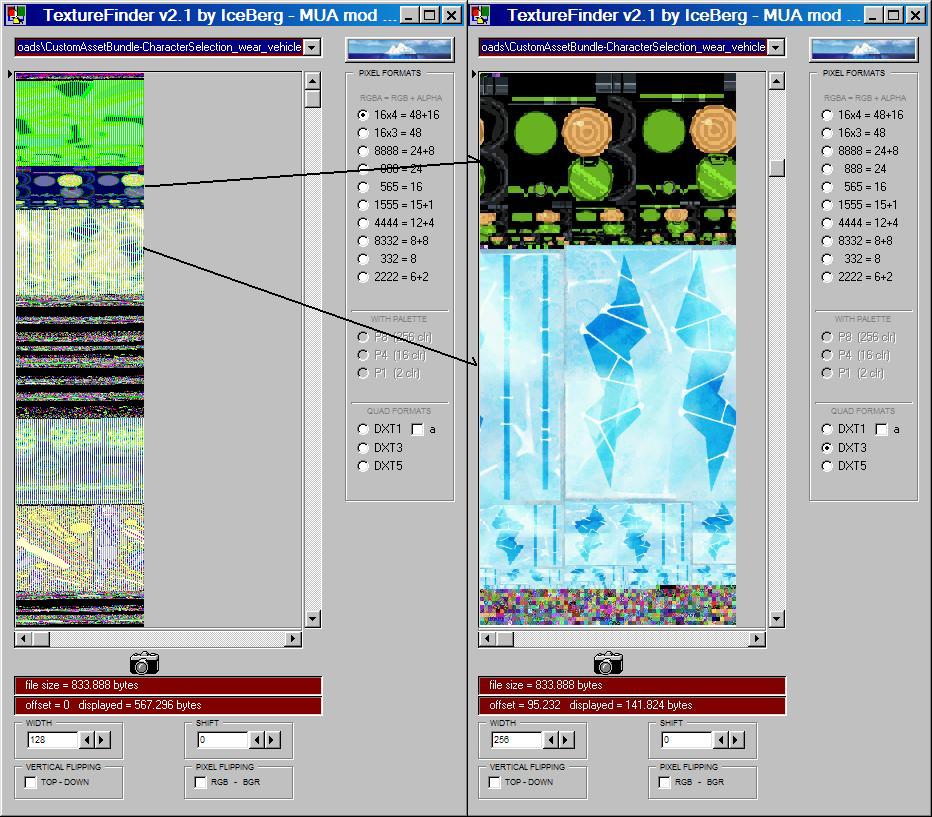 TextureFinder v2.1 by IceBerg - MUA mod ...
oads\CustomAssetBundle-CharacterSelection_wear_vehicle
PIXEL FORMATS
RGBA = RGB + ALPHA
16x4 = 48+16
16x3 = 48
8888 = 24+8
888 = 24
565 = 16
1555 = 15+1
4444 = 12+4
8332 = 8+8
332 = 8
2222 = 6+2
WITH PALETTE
P8 (256 clr)
P4 (16 clr)
P1 (2 clr)
QUAD FORMATS
DXT1 a
DXT3
DXT5
file size = 833.888 bytes
offset = 0 displayed = 567.296 bytes
WIDTH
128
SHIFT
0
VERTICAL FLIPPING
TOP - DOWN
PIXEL FLIPPING
RGB - BGR
TextureFinder v2.1 by IceBerg - MUA mod ...
oads\CustomAssetBundle-CharacterSelection_wear_vehicle
PIXEL FORMATS
RGBA = RGB + ALPHA
16x4 = 48+16
16x3 = 48
8888 = 24+8
888 = 24
565 = 16
1555 = 15+1
4444 = 12+4
8332 = 8+8
332 = 8
2222 = 6+2
WITH PALETTE
P8 (256 clr)
P4 (16 clr)
P1 (2 clr)
QUAD FORMATS
DXT1 a
DXT3
DXT5
file size = 833.888 bytes
offset = 95.232 displayed = 141.824 bytes
WIDTH
256
SHIFT
0
VERTICAL FLIPPING
TOP - DOWN
PIXEL FLIPPING
RGB - BGR